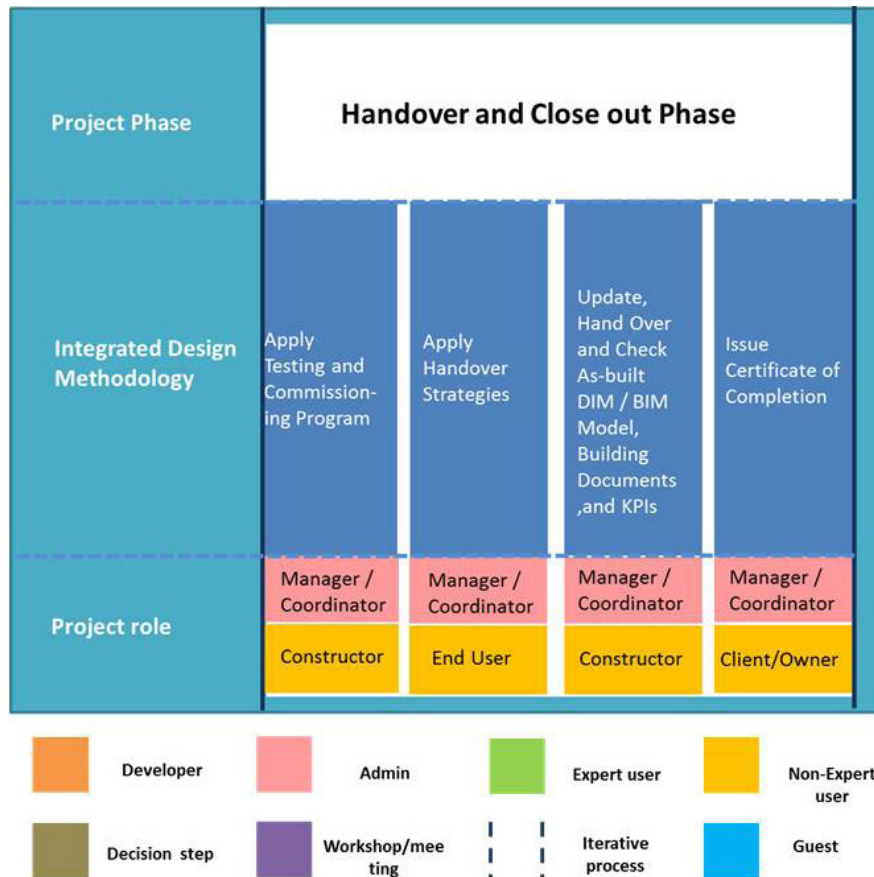 Project Phase
Handover and Close out Phase
Integrated Design
Methodology
Apply
Testing and
Commission-
ing Program
Apply
Handover
Strategies
Update,
Hand Over
and Check
As-built
DIM / BIM
Model,
Building
Documents
,and KPIs
Issue
Certificate of
Completion
Project role
Manager /
Coordinator
Manager /
Coordinator
Manager /
Coordinator
Manager /
Coordinator
Constructor
End User
Constructor
Client/Owner
Developer
Admin
Expert user
Non-Expert
user
Decision step
Workshop/mee
ting
Iterative
process
Guest